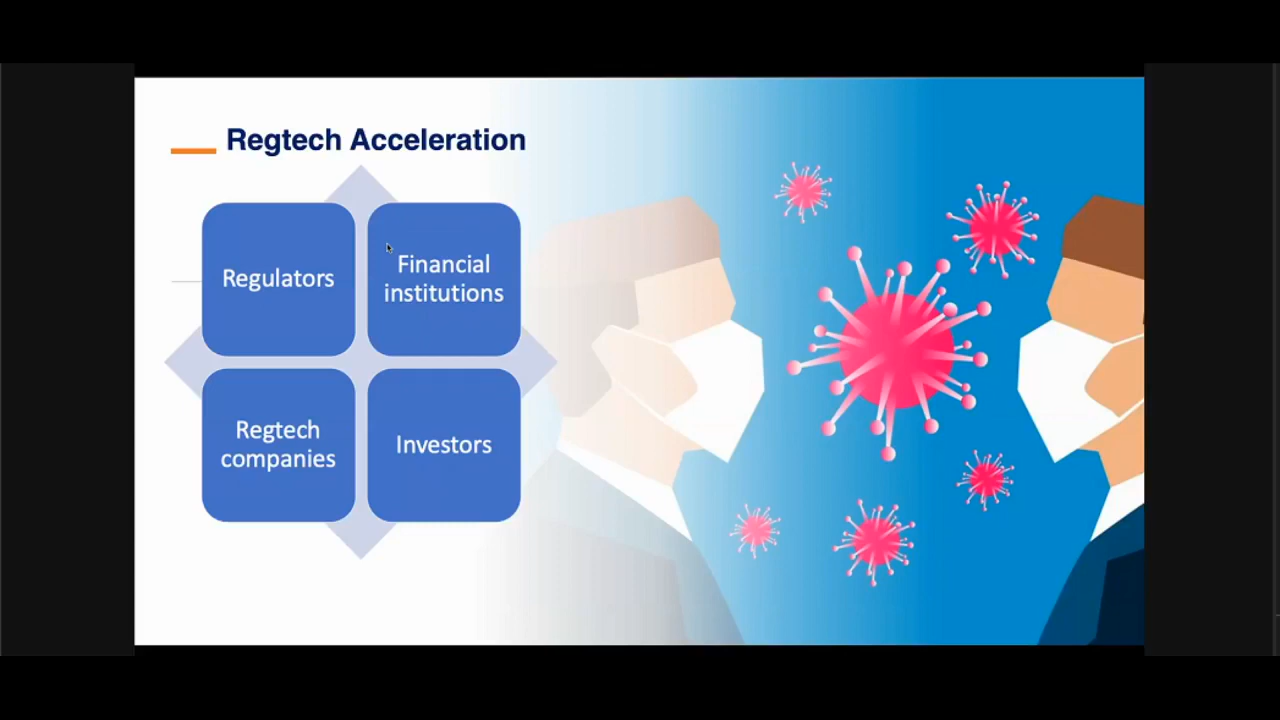 Regtech Acceleration
Regulators
Financial
institutions
Regtech
companies
Investors